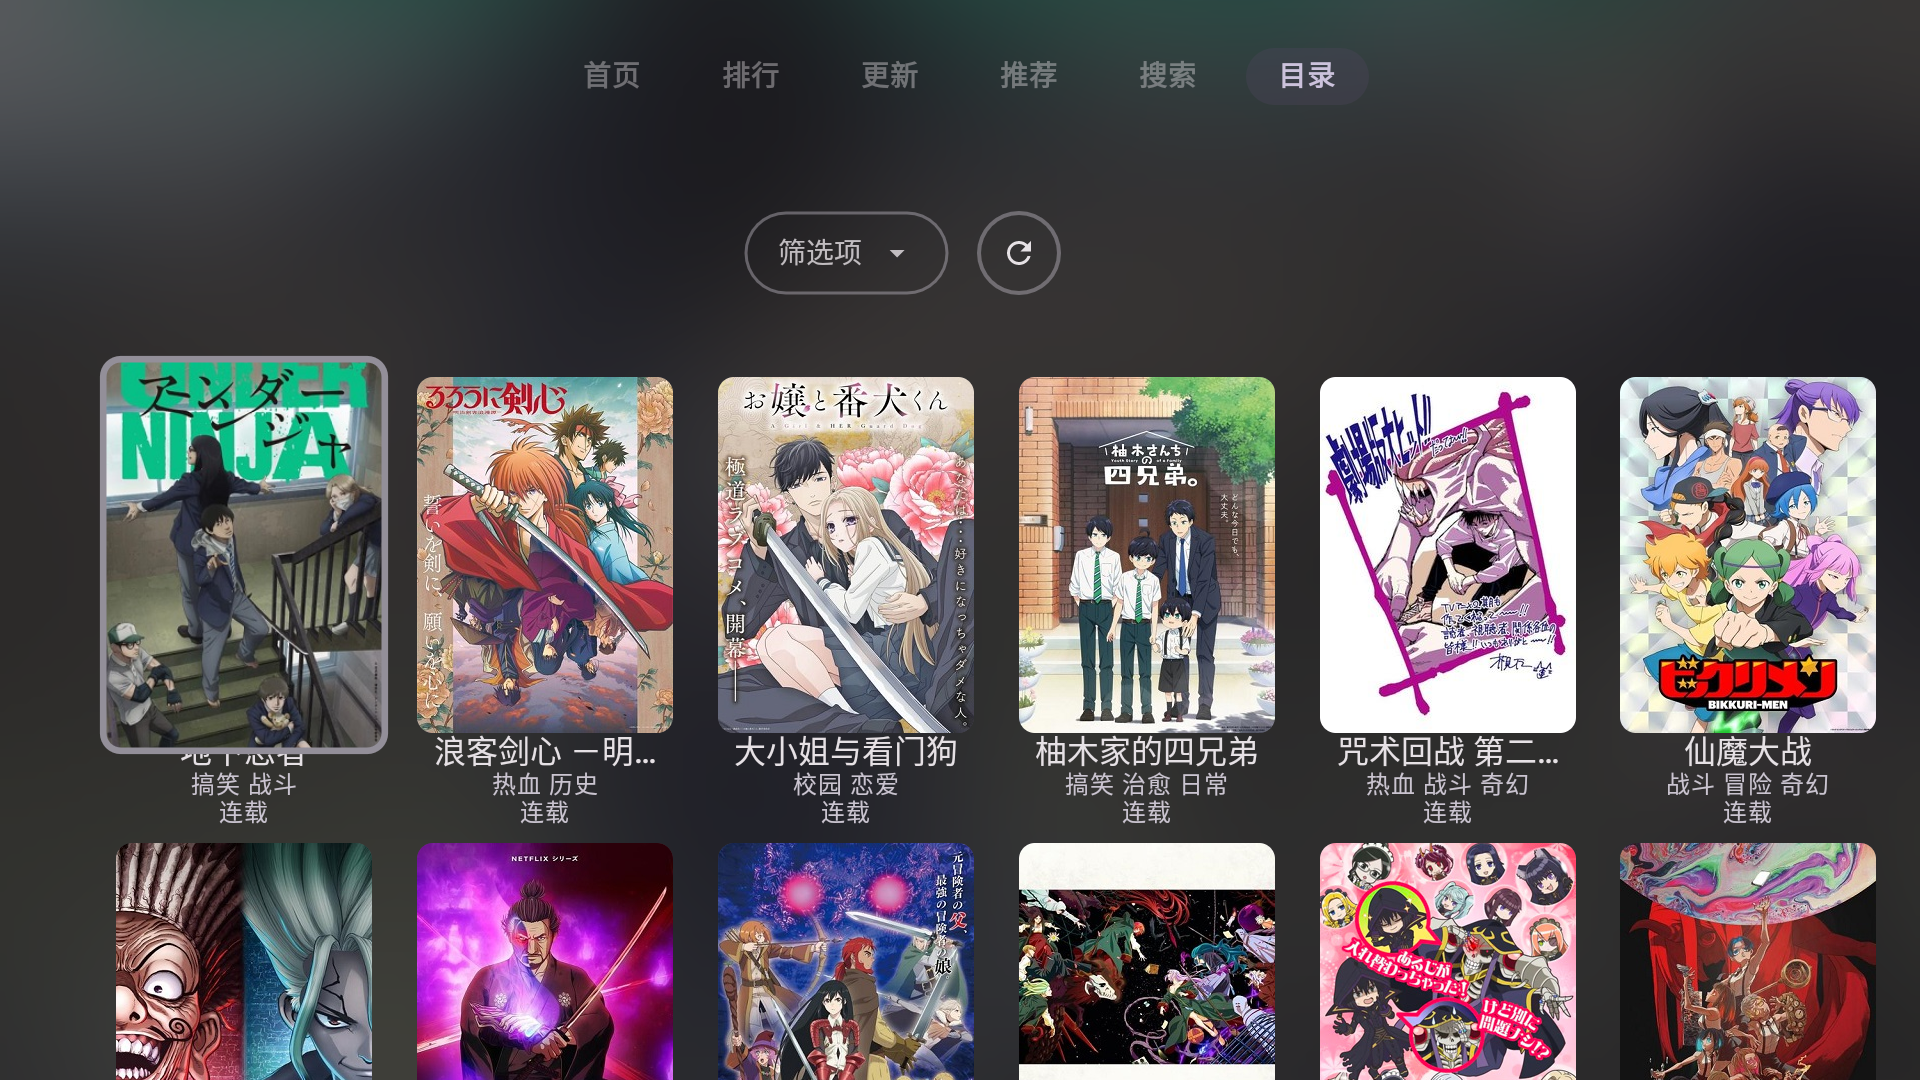 首页 排行 更新 推荐 搜索 目录
筛选项
UNDER
NINJA
アンダー
ニンジャ
るろうに剣心
誓いを剣に、願いを心に
お嬢と番犬くん
A Girl & HER Guard Dog
極道ラブコメ、開幕――
あなたは…好きになっちゃダメな人。
柚木さんちの
四兄弟。
どんな今日でも、
大丈夫。
劇場版大ヒット!!
ビックリメン
BIKKURI-MEN
地下忍者
搞笑 战斗
连载
浪客剑心 －明...
热血 历史
连载
大小姐与看门狗
校园 恋爱
连载
柚木家的四兄弟
搞笑 治愈 日常
连载
咒术回战 第二...
热血 战斗 奇幻
连载
仙魔大战
战斗 冒险 奇幻
连载
NETFLIX シリーズ
元冒険者の父、
最強の冒険者の娘
あるじが
入れ替わっちゃった!
けど別に
問題ナシ!?